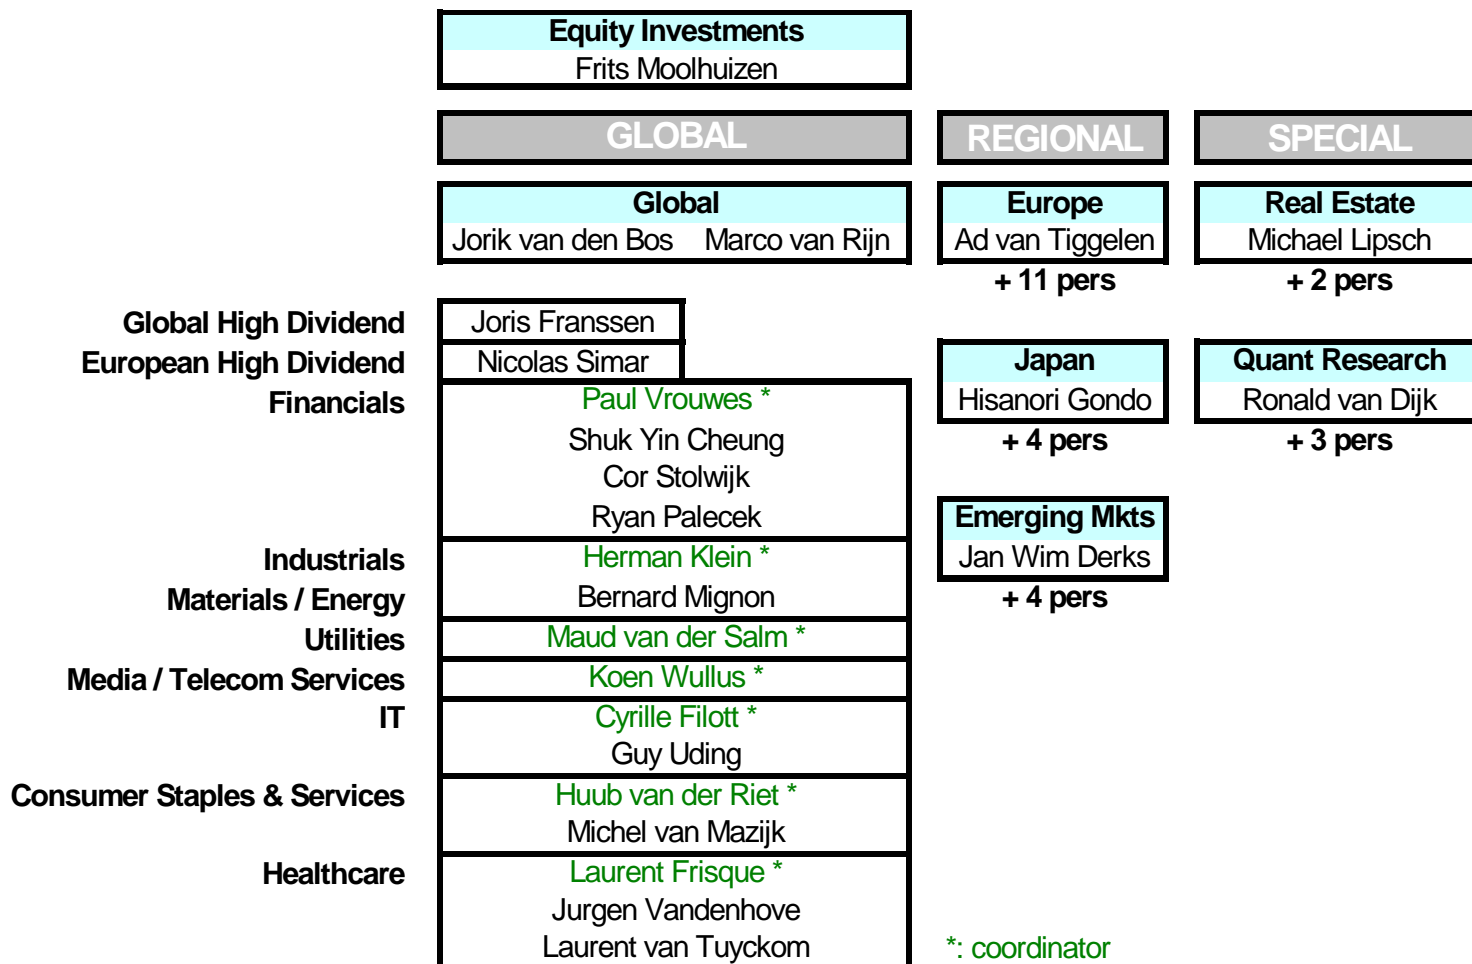 Equity Investments
Frits Moolhuizen
GLOBAL REGIONAL SPECIAL
Global Europe Real Estate
Jorik van den Bos Marco van Rijn Ad van Tiggelen Michael Lipsch
+ 11 pers + 2 pers
Global High Dividend Joris Franssen
European High Dividend Nicolas Simar Japan Quant Research
Financials Paul Vrouwes * Hisanori Gondo Ronald van Dijk
Shuk Yin Cheung + 4 pers + 3 pers
Cor Stolwijk
Ryan Palecek Emerging Mkts
Industrials Herman Klein * Jan Wim Derks
Materials / Energy Bernard Mignon + 4 pers
Utilities Maud van der Salm *
Media / Telecom Services Koen Wullus *
IT Cyrille Filott *
Guy Uding
Consumer Staples & Services Huub van der Riet *
Michel van Mazijk
Healthcare Laurent Frisque *
Jurgen Vandenhove
Laurent van Tuyckom *: coordinator